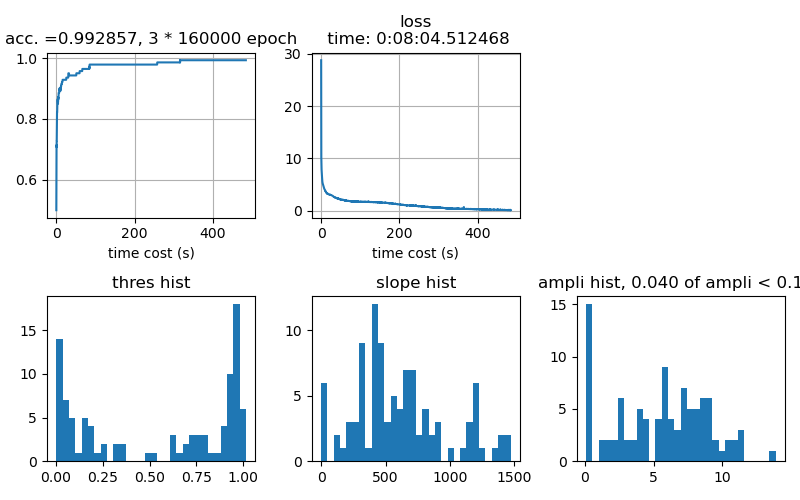 acc. =0.992857, 3 * 160000 epoch
1.0
0.8
0.6
0 200 400
time cost (s)
loss
time: 0:08:04.512468
30
20
10
0
0 200 400
time cost (s)
thres hist
15
10
5
0
0.00 0.25 0.50 0.75 1.00
slope hist
10
5
0
0 500 1000 1500
ampli hist, 0.040 of ampli < 0.1
15
10
5
0
0 5 10